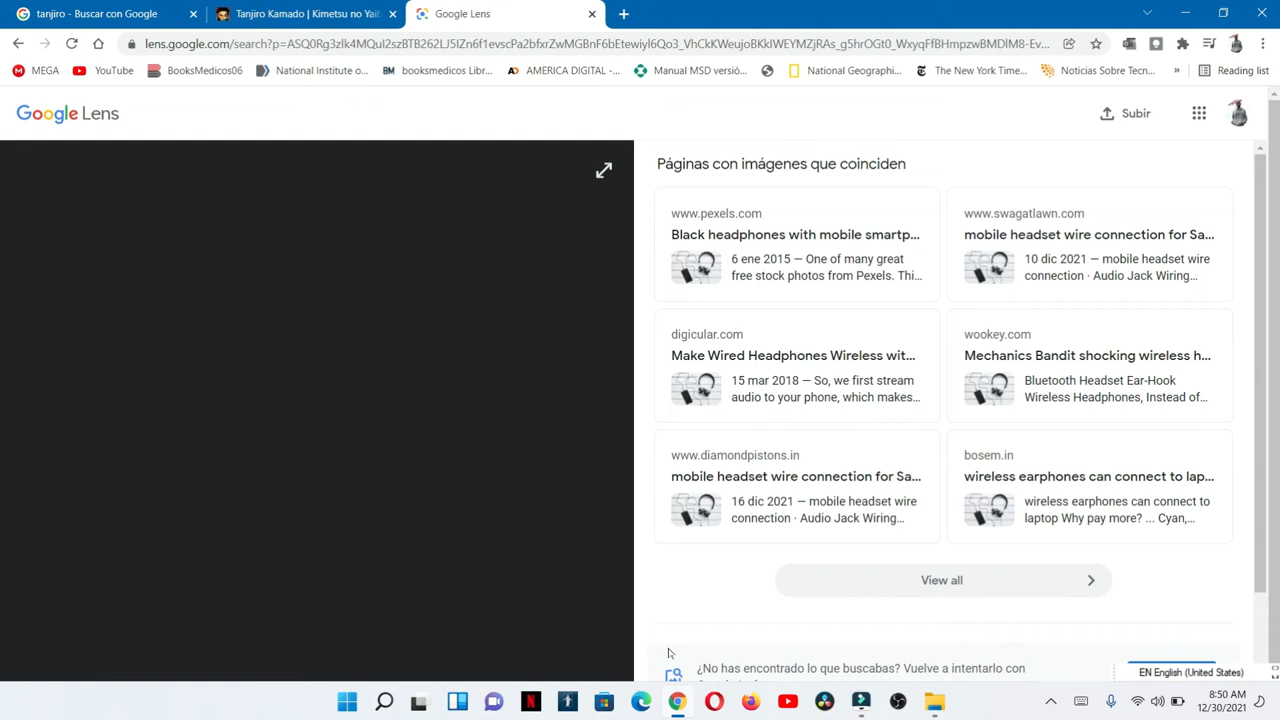 tanjiro - Buscar con Google
Tanjiro Kamado | Kimetsu no Yaib
Google Lens
MEGA
YouTube
BooksMedicos06
National Institute o...
booksmedicos Libr...
AMERICA DIGITAL -...
Manual MSD versió...
National Geographi...
The New York Time...
Noticias Sobre Tecn...
»
Reading list
Google Lens
Subir
Páginas con imágenes que coinciden
www.pexels.com
Black headphones with mobile smartp...
6 ene 2015 — One of many great
free stock photos from Pexels. Thi...
www.swagatlawn.com
mobile headset wire connection for Sa...
10 dic 2021 — mobile headset wire
connection · Audio Jack Wiring...
digicular.com
Make Wired Headphones Wireless wit...
15 mar 2018 — So, we first stream
audio to your phone, which makes...
wookey.com
Mechanics Bandit shocking wireless h...
Bluetooth Headset Ear-Hook
Wireless Headphones, Instead of...
www.diamondpistons.in
mobile headset wire connection for Sa...
16 dic 2021 — mobile headset wire
connection · Audio Jack Wiring...
bosem.in
wireless earphones can connect to lap...
wireless earphones can connect to
laptop Why pay more? ... Cyan,...
View all
¿No has encontrado lo que buscabas? Vuelve a intentarlo con
EN English (United States)
8:50 AM
12/30/2021